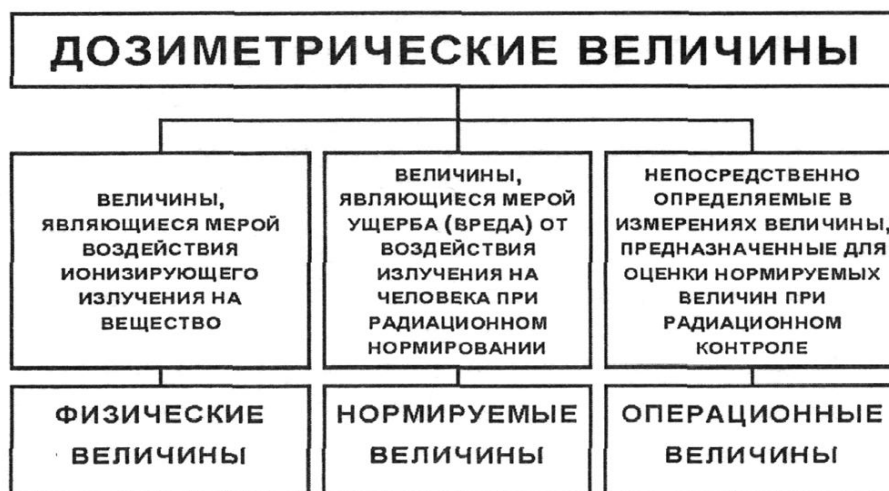 ДОЗИМЕТРИЧЕСКИЕ ВЕЛИЧИНЫ
ВЕЛИЧИНЫ,
ЯВЛЯЮЩИЕСЯ МЕРОЙ
ВОЗДЕЙСТВИЯ
ИОНИЗИРУЮЩЕГО
ИЗЛУЧЕНИЯ НА
ВЕЩЕСТВО
ВЕЛИЧИНЫ,
ЯВЛЯЮЩИЕСЯ МЕРОЙ
УЩЕРБА (ВРЕДА) ОТ
ВОЗДЕЙСТВИЯ
ИЗЛУЧЕНИЯ НА
ЧЕЛОВЕКА ПРИ
РАДИАЦИОННОМ
НОРМИРОВАНИИ
НЕПОСРЕДСТВЕННО
ОПРЕДЕЛЯЕМЫЕ В
ИЗМЕРЕНИЯХ ВЕЛИЧИНЫ,
ПРЕДНАЗНАЧЕННЫЕ ДЛЯ
ОЦЕНКИ НОРМИРУЕМЫХ
ВЕЛИЧИН ПРИ
РАДИАЦИОННОМ
КОНТРОЛЕ
ФИЗИЧЕСКИЕ
ВЕЛИЧИНЫ
НОРМИРУЕМЫЕ
ВЕЛИЧИНЫ
ОПЕРАЦИОННЫЕ
ВЕЛИЧИНЫ